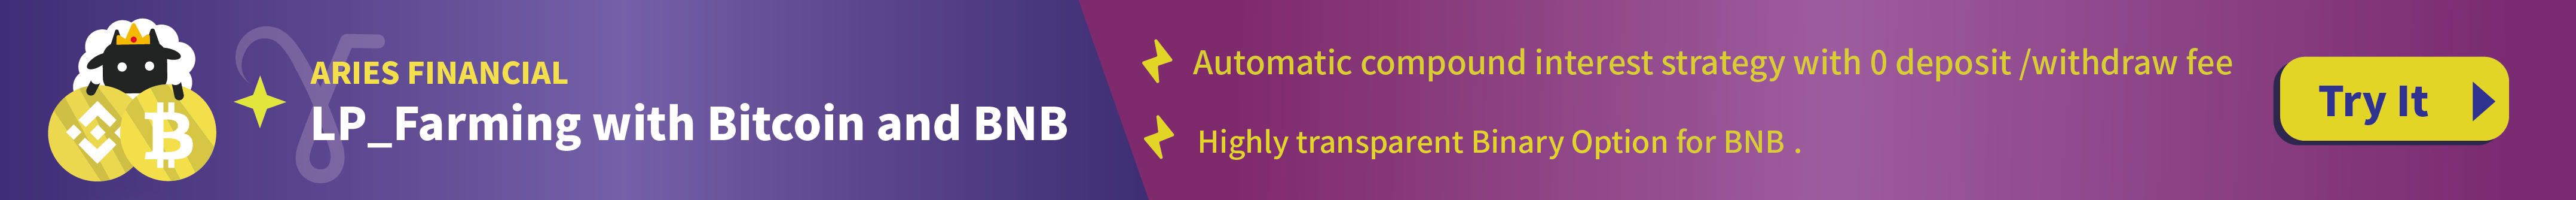 ARIES FINANCIAL
LP_Farming with Bitcoin and BNB
Automatic compound interest strategy with 0 deposit /withdraw fee
Highly transparent Binary Option for BNB .
Try It